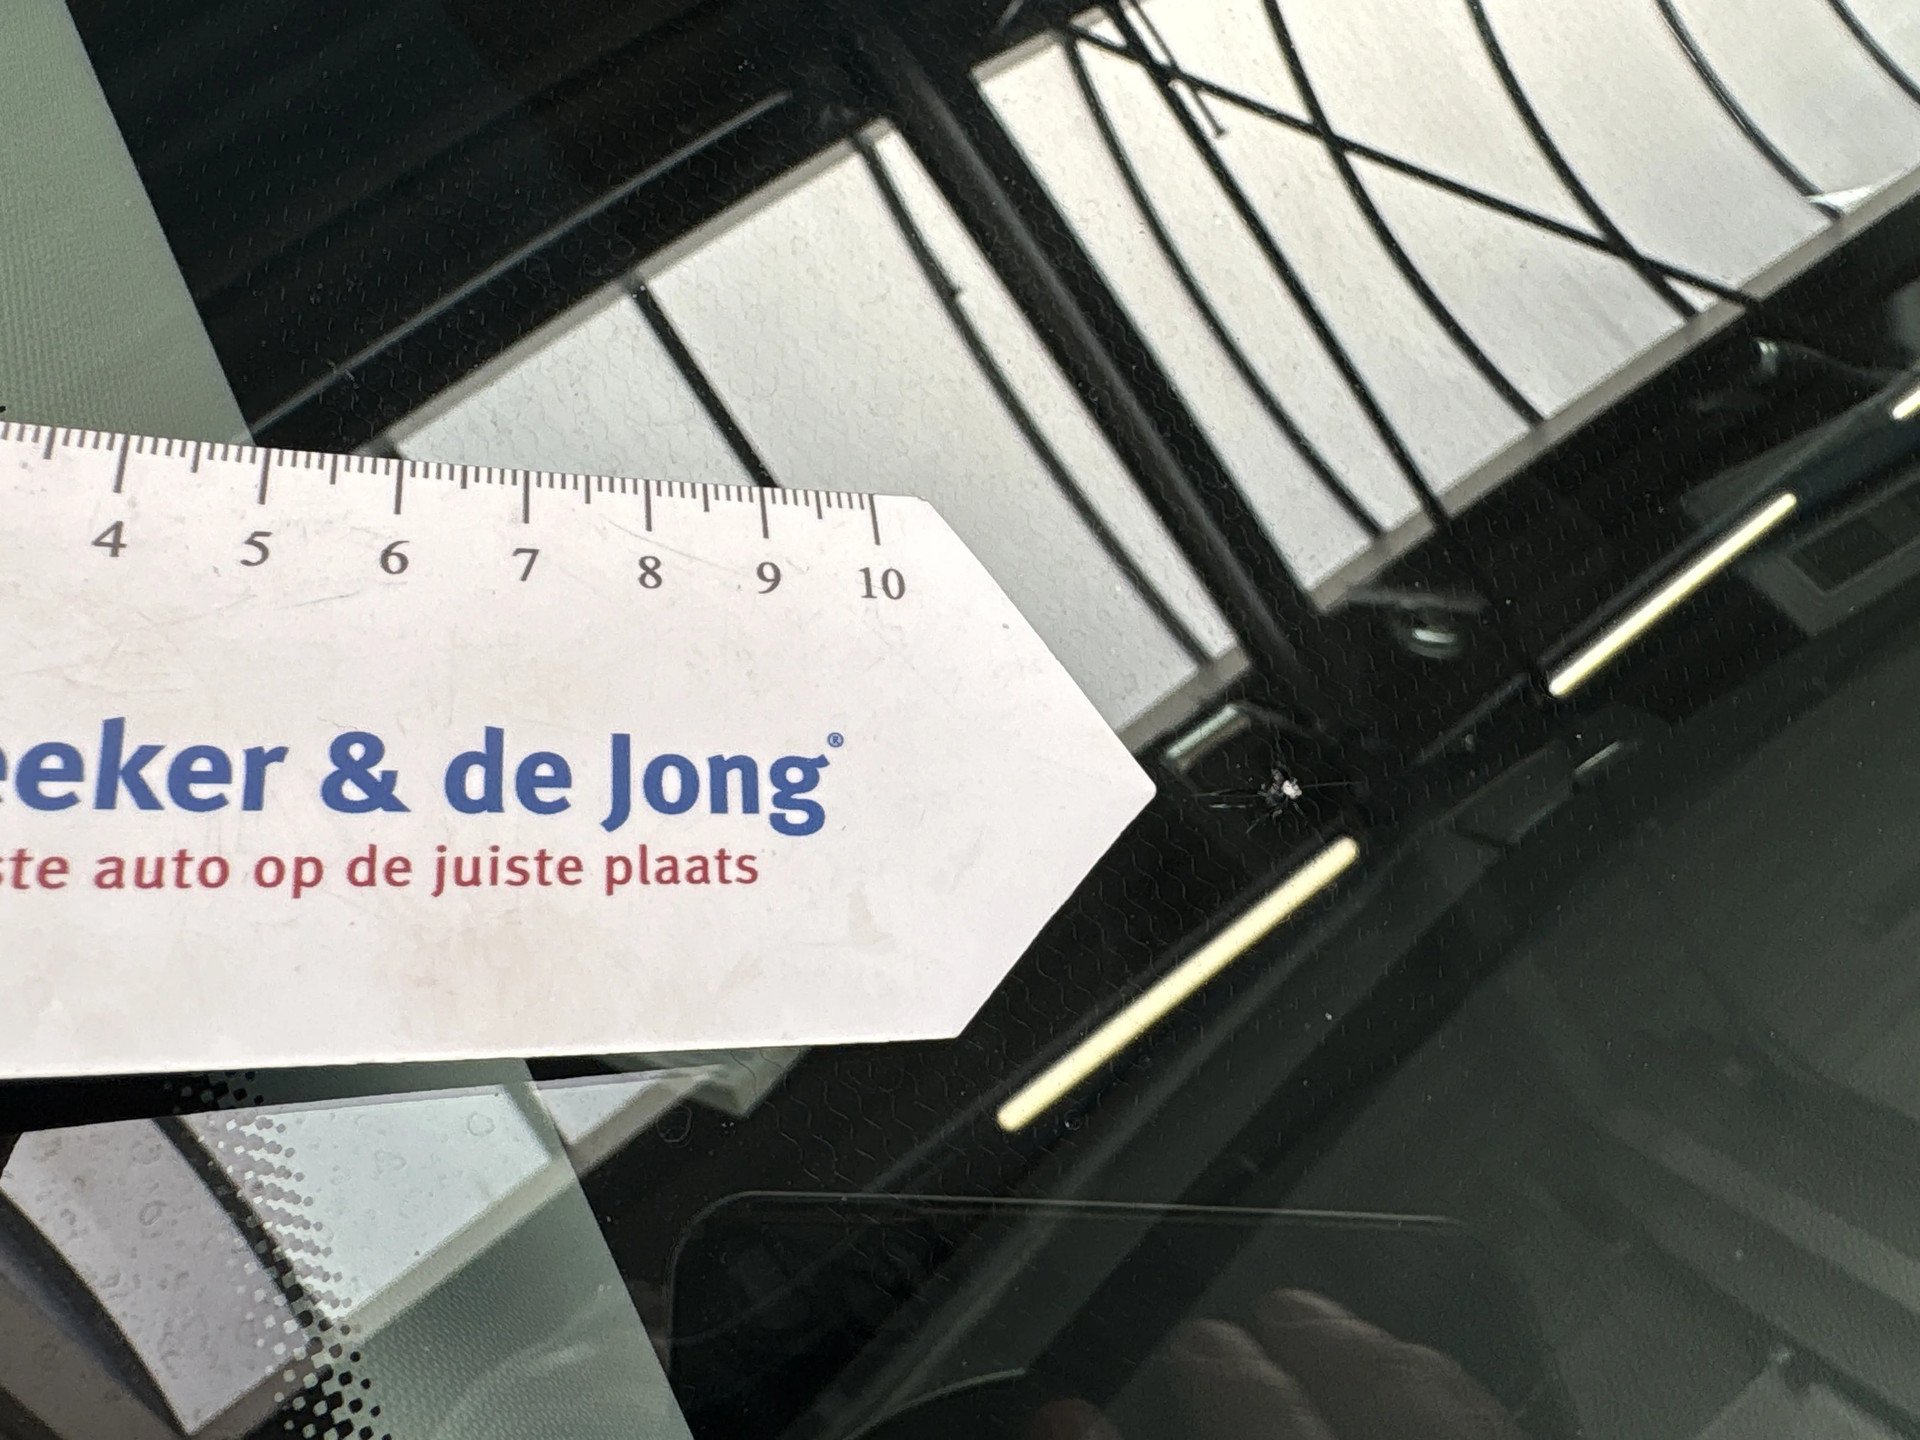 4 5 6 7 8 9 10
eeker & de Jong®
ste auto op de juiste plaats